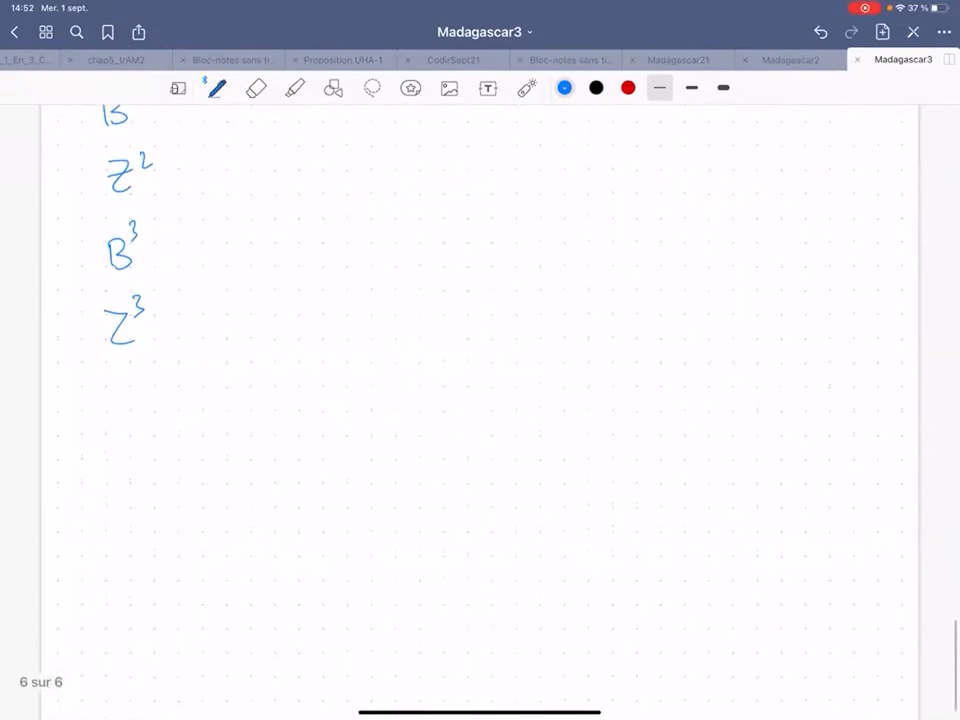 14:52 Mer. 1 sept.
37 %
Madagascar3
_1_En_3_C...
chap5_trAM2
Bloc-notes sans ti...
Proposition UHA-1
CodirSept21
Bloc-notes sans ti...
Madagascar21
Madagascar2
Madagascar3
B
Z²
B³
Z³
6 sur 6